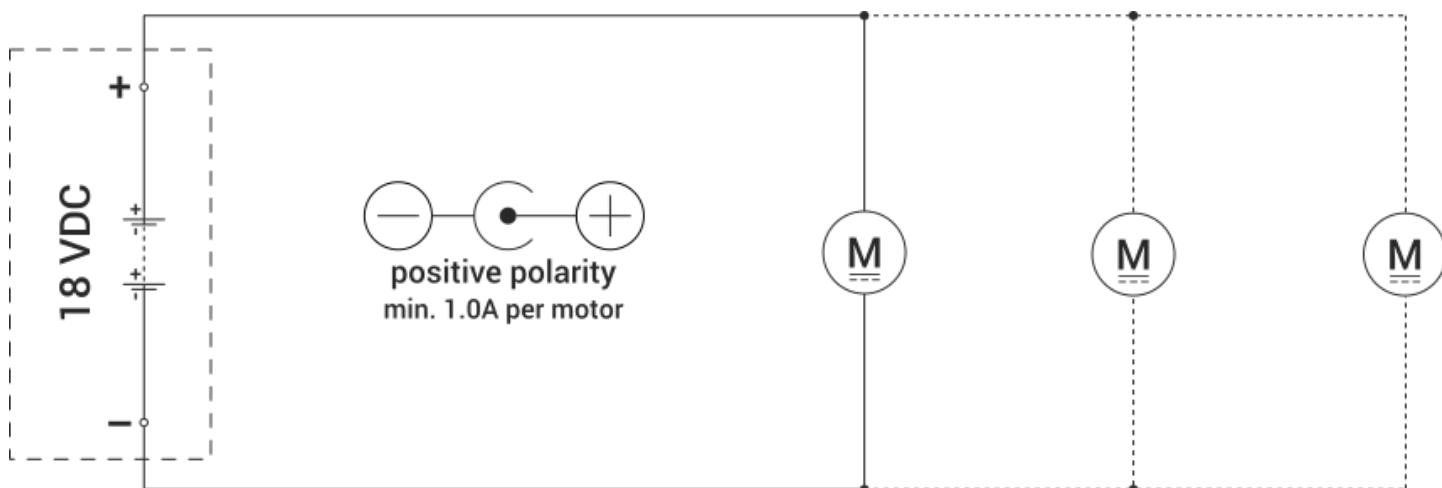 +
18 VDC
+
-
+
-
−
− +
positive polarity
min. 1.0A per motor
M
M
M